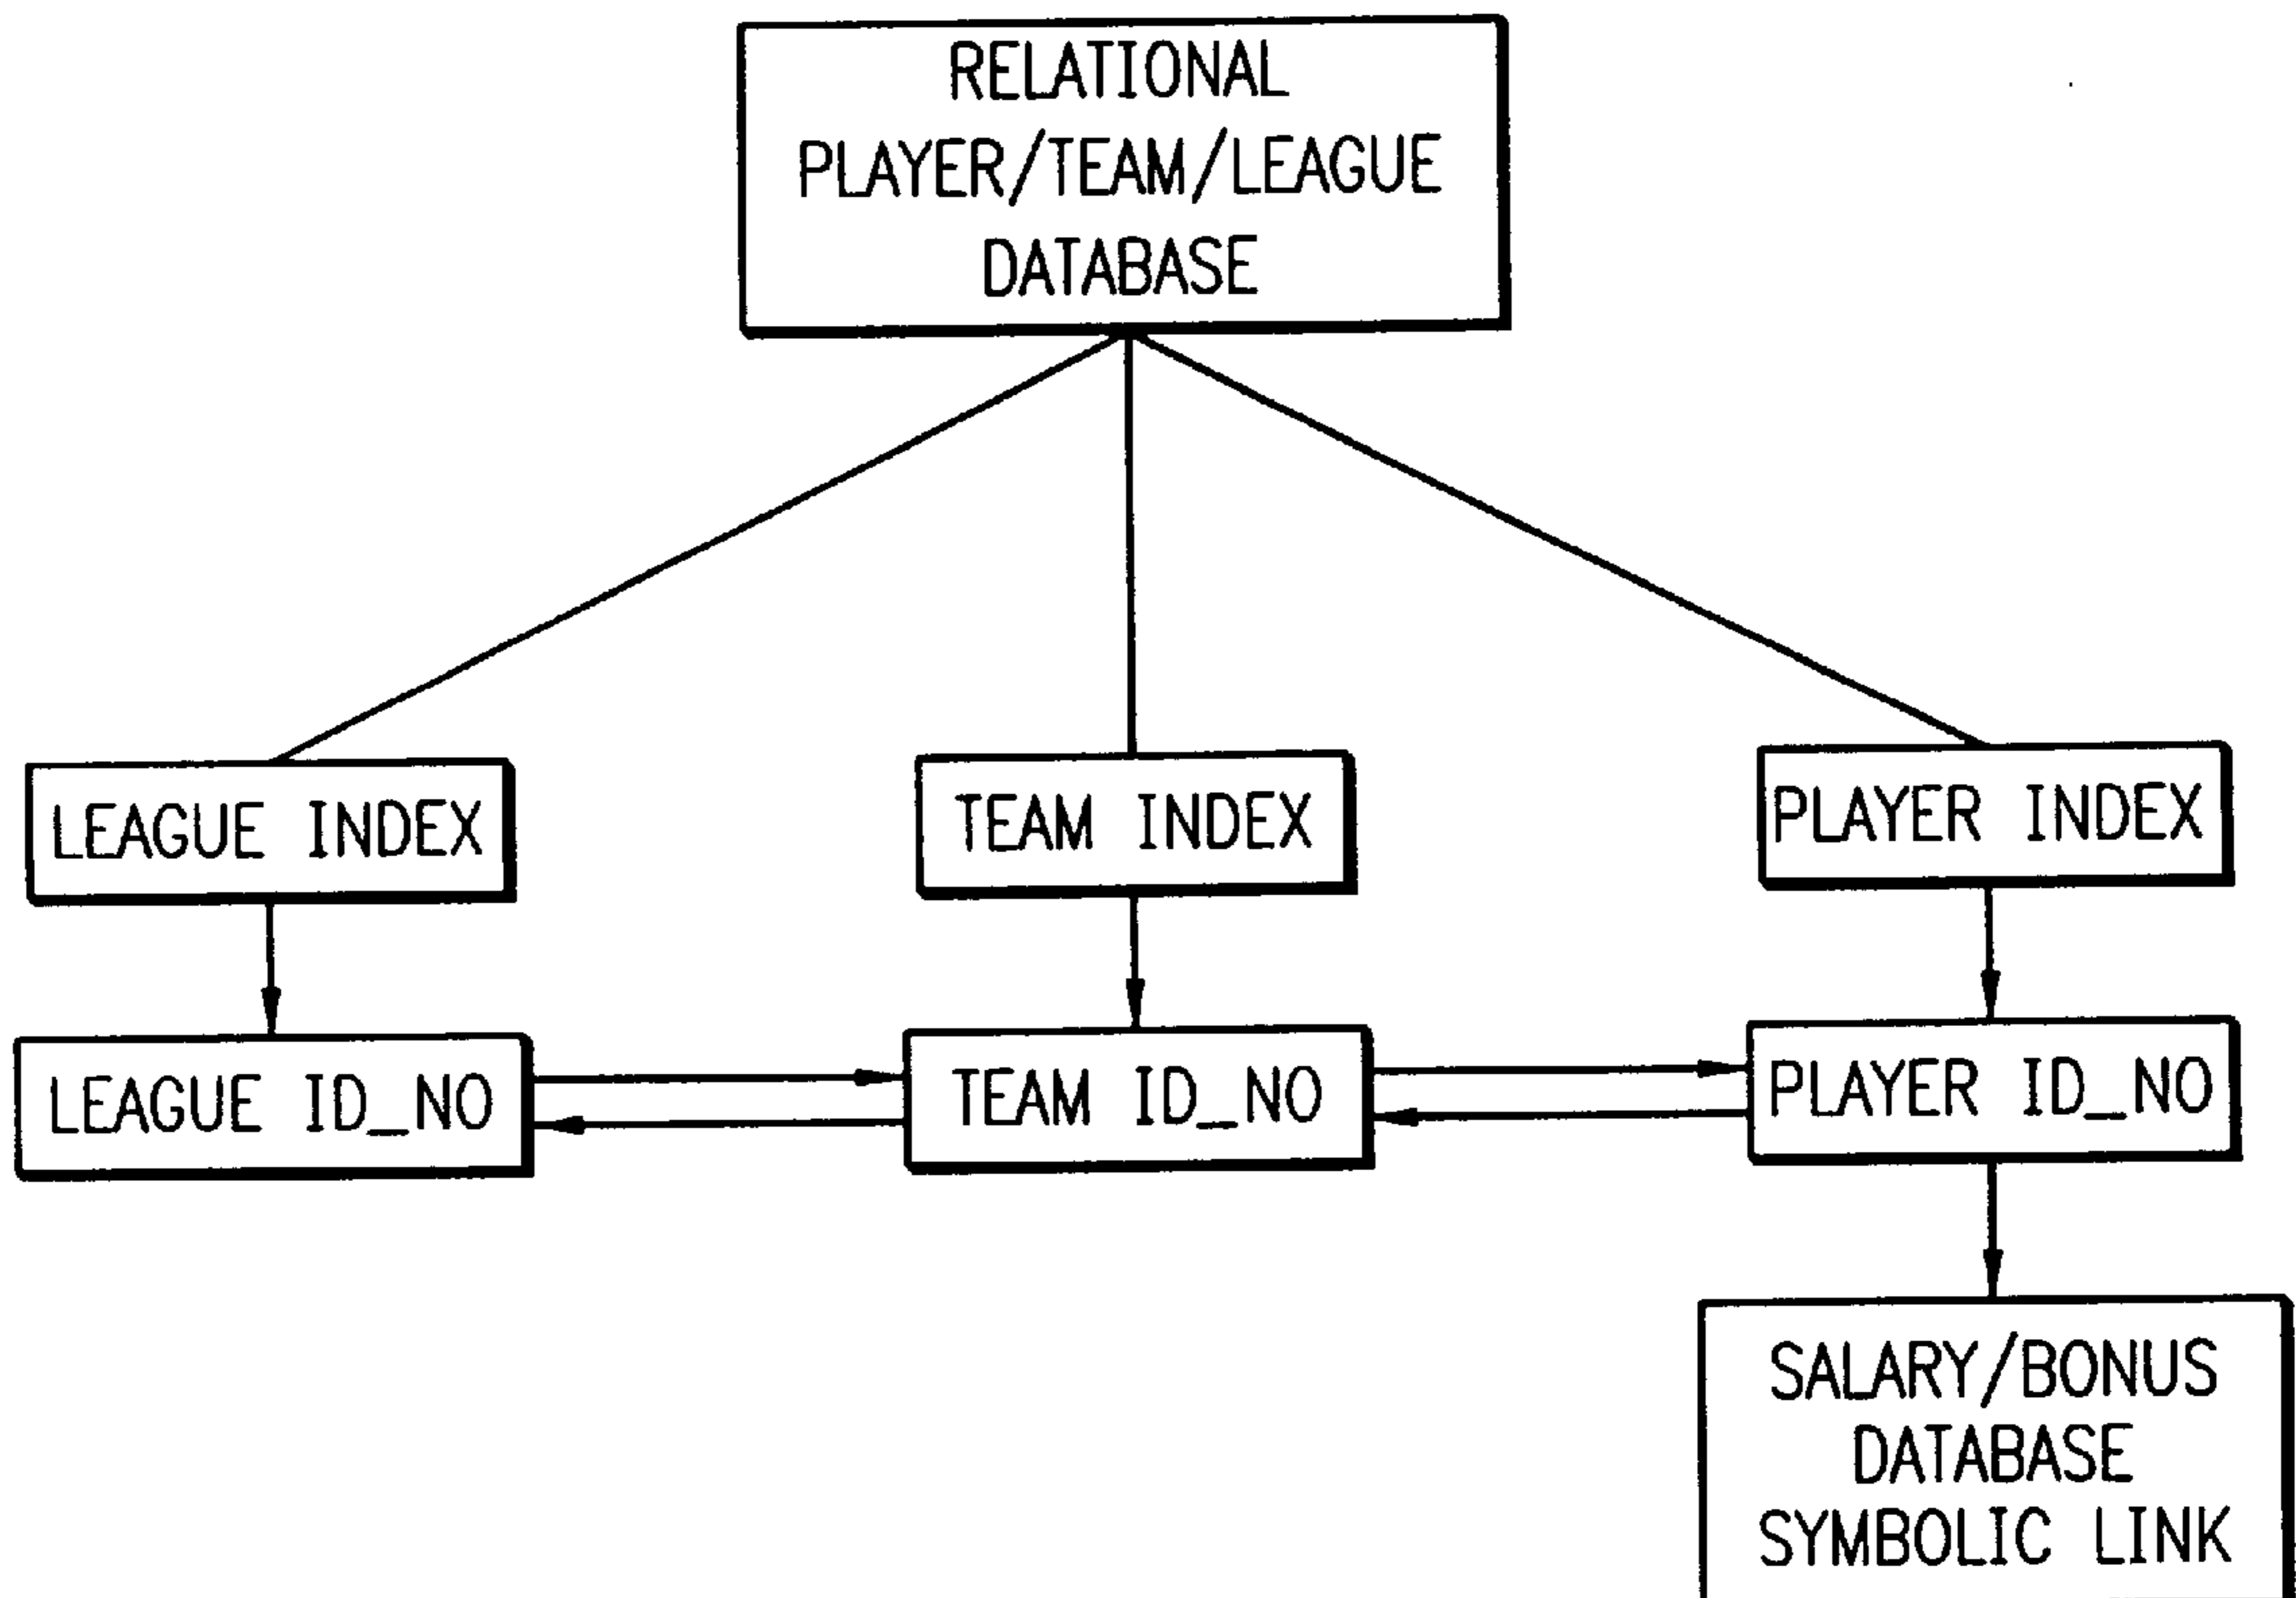 RELATIONAL
PLAYER/TEAM/LEAGUE
DATABASE
LEAGUE INDEX
TEAM INDEX
PLAYER INDEX
LEAGUE ID_NO
TEAM ID_NO
PLAYER ID_NO
SALARY/BONUS
DATABASE
SYMBOLIC LINK